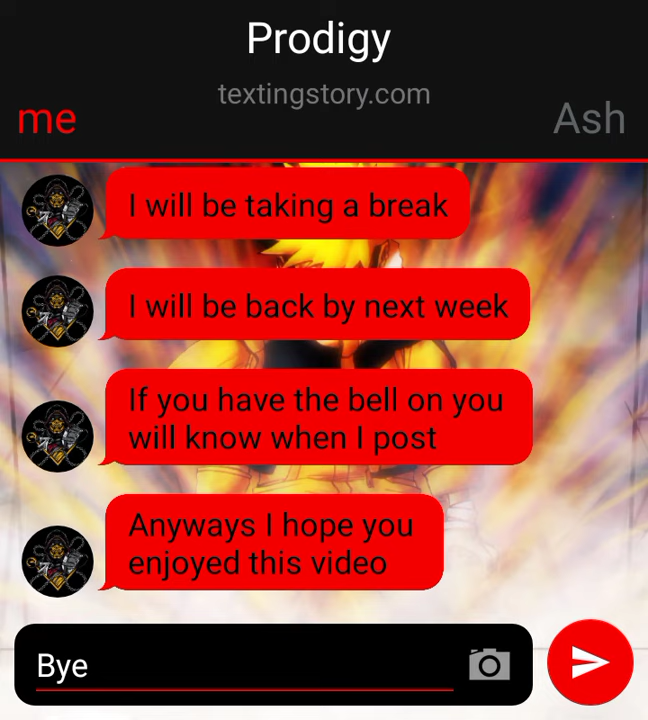 Prodigy
textingstory.com
me
Ash
I will be taking a break
I will be back by next week
If you have the bell on you
will know when I post
Anyways I hope you
enjoyed this video
Bye